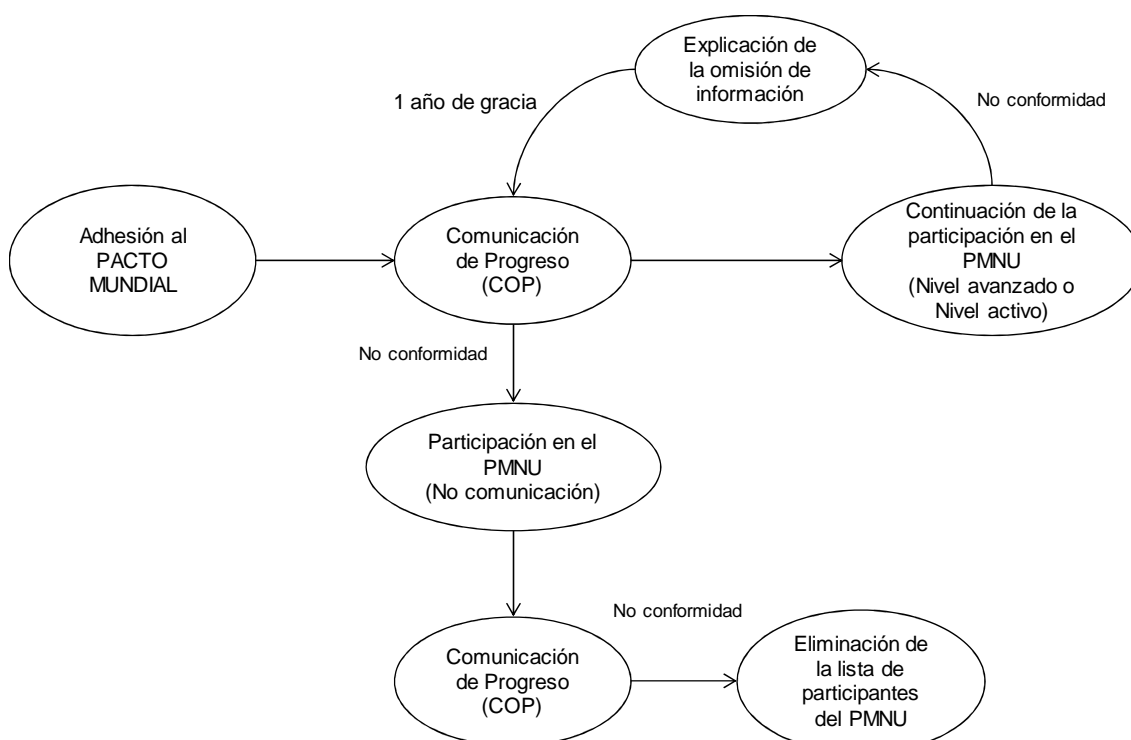 Explicación de
la omisión de
información
1 año de gracia
No conformidad
Adhesión al
PACTO
MUNDIAL
Comunicación
de Progreso
(COP)
Continuación de la
participación en el
PMNU
(Nivel avanzado o
Nivel activo)
No conformidad
Participación en el
PMNU
(No comunicación)
No conformidad
Comunicación
de Progreso
(COP)
Eliminación de
la lista de
participantes
del PMNU